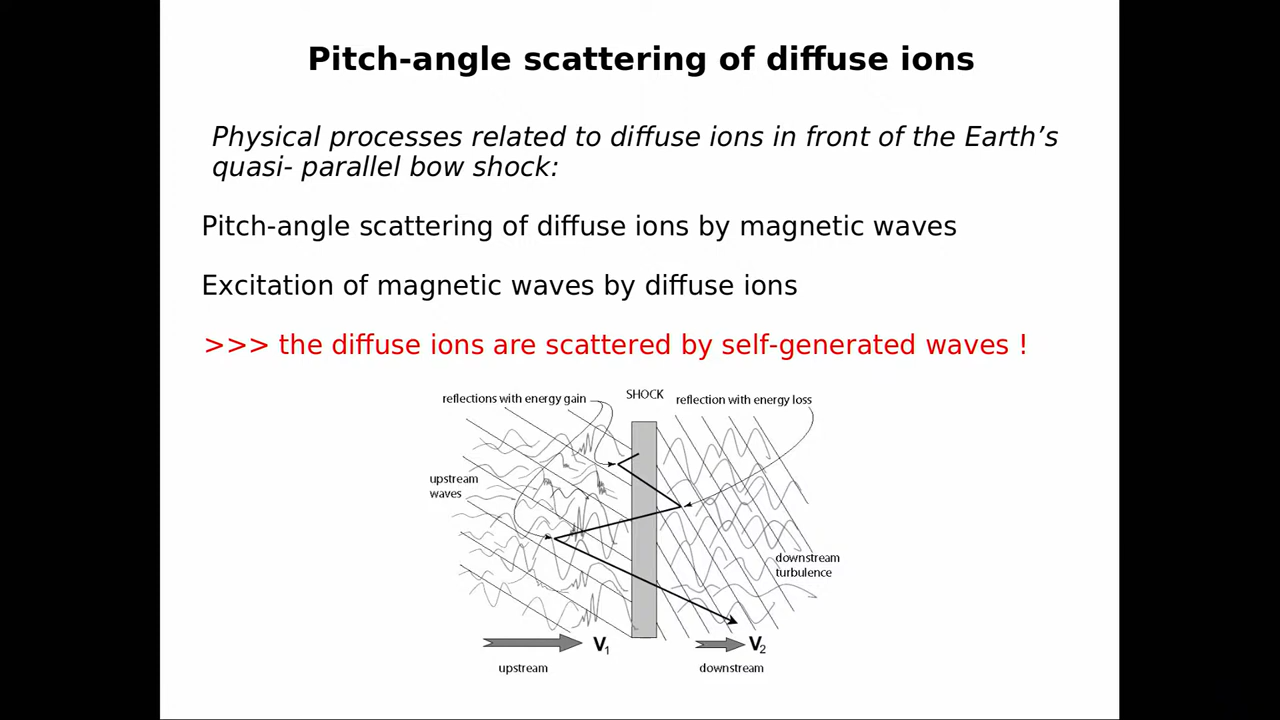 Pitch-angle scattering of diffuse ions
Physical processes related to diffuse ions in front of the Earth’s
quasi- parallel bow shock:
Pitch-angle scattering of diffuse ions by magnetic waves
Excitation of magnetic waves by diffuse ions
>>> the diffuse ions are scattered by self-generated waves !
reflections with energy gain
SHOCK
reflection with energy loss
upstream
waves
downstream
turbulence
V1
V2
upstream
downstream